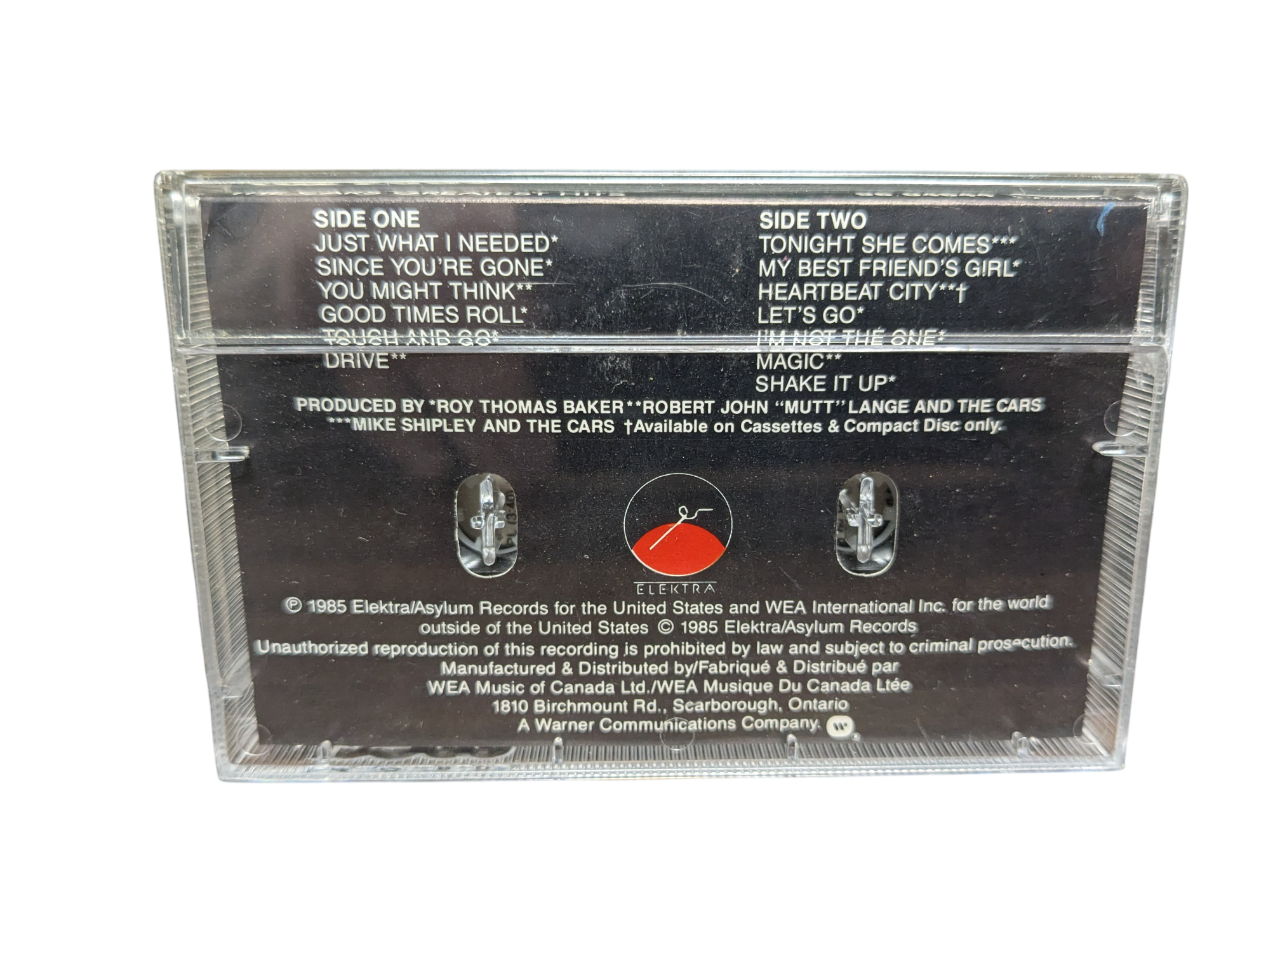 SIDE ONE
JUST WHAT I NEEDED*
SINCE YOU'RE GONE*
YOU MIGHT THINK**
GOOD TIMES ROLL*
TOUCH AND GO*
DRIVE**
SIDE TWO
TONIGHT SHE COMES***
MY BEST FRIEND'S GIRL*
HEARTBEAT CITY**†
LET'S GO*
I'M NOT THE ONE*
MAGIC**
SHAKE IT UP*
PRODUCED BY *ROY THOMAS BAKER **ROBERT JOHN "MUTT" LANGE AND THE CARS
***MIKE SHIPLEY AND THE CARS †Available on Cassettes & Compact Disc only.
ELEKTRA
℗ 1985 Elektra/Asylum Records for the United States and WEA International Inc. for the world
outside of the United States © 1985 Elektra/Asylum Records
Unauthorized reproduction of this recording is prohibited by law and subject to criminal prosecution.
Manufactured & Distributed by/Fabriqué & Distribué par
WEA Music of Canada Ltd./WEA Musique Du Canada Ltée
1810 Birchmount Rd., Scarborough, Ontario
A Warner Communications Company.